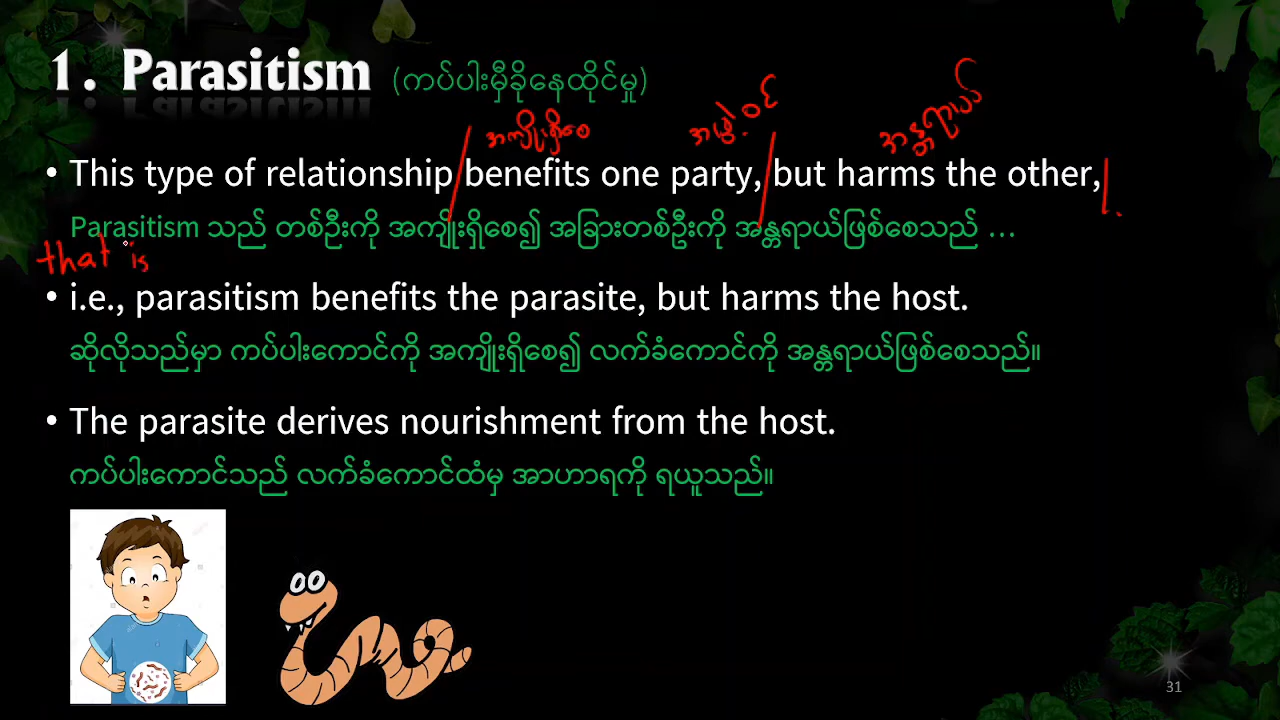 1. Parasitism (ကပ်ပါးမှီခိုနေထိုင်မှု)
အကျိုးရှိစေ အဖွဲ့ဝင် အန္တရာယ်
• This type of relationship benefits one party, but harms the other,
Parasitism သည် တစ်ဦးကို အကျိုးရှိစေ၍ အခြားတစ်ဦးကို အန္တရာယ်ဖြစ်စေသည် ...
that is
• i.e., parasitism benefits the parasite, but harms the host.
ဆိုလိုသည်မှာ ကပ်ပါးကောင်ကို အကျိုးရှိစေ၍ လက်ခံကောင်ကို အန္တရာယ်ဖြစ်စေသည်။
• The parasite derives nourishment from the host.
ကပ်ပါးကောင်သည် လက်ခံကောင်ထံမှ အာဟာရကို ရယူသည်။
31